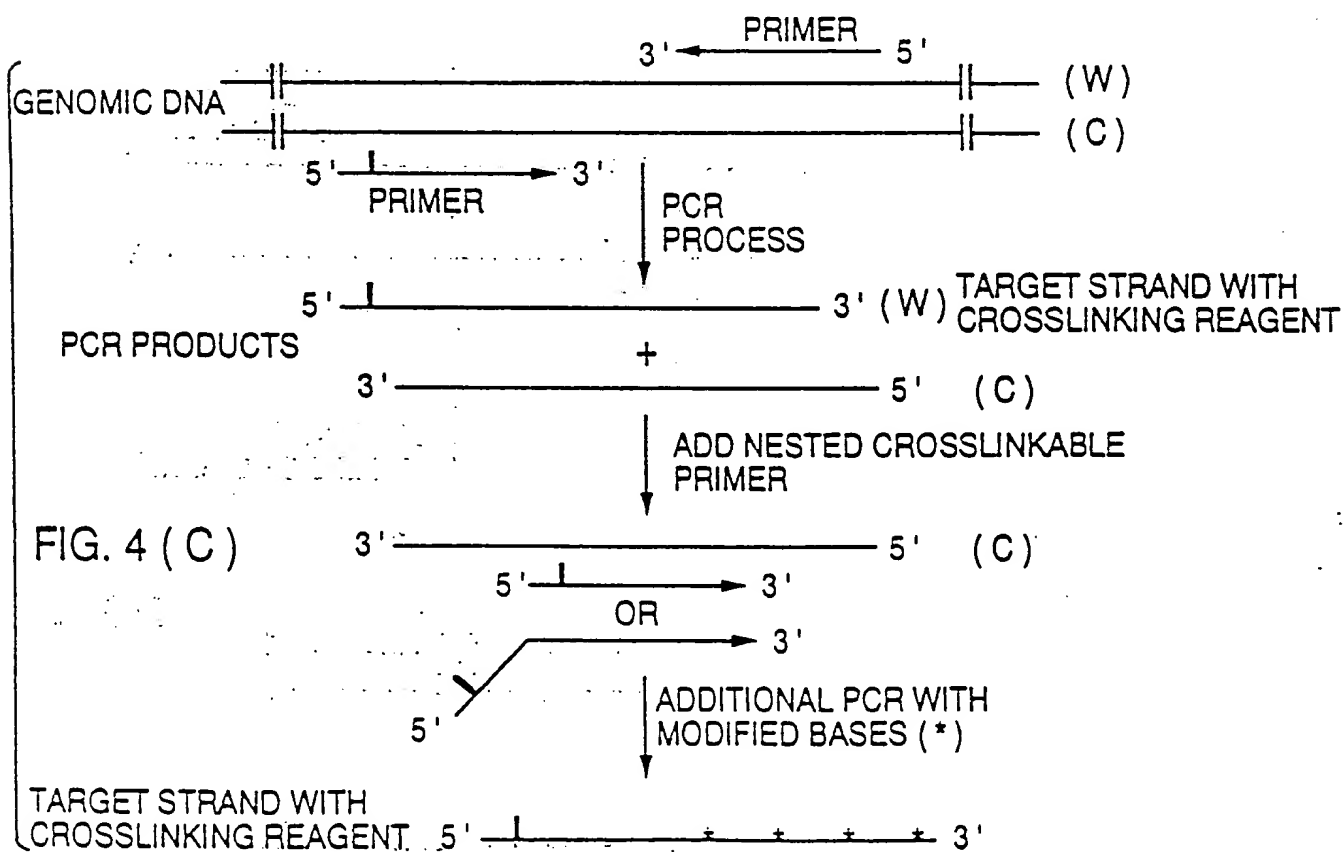 PRIMER
3' 5'
(W)
GENOMIC DNA
(C)
5' 3'
PRIMER
PCR
PROCESS
5' 3' (W) TARGET STRAND WITH
CROSSLINKING REAGENT
PCR PRODUCTS
+
3' 5' (C)
ADD NESTED CROSSLINKABLE
PRIMER
FIG. 4 (C) 3' 5' (C)
5' 3'
OR
3'
5'
ADDITIONAL PCR WITH
MODIFIED BASES (*)
TARGET STRAND WITH
CROSSLINKING REAGENT 5' * * * * 3'